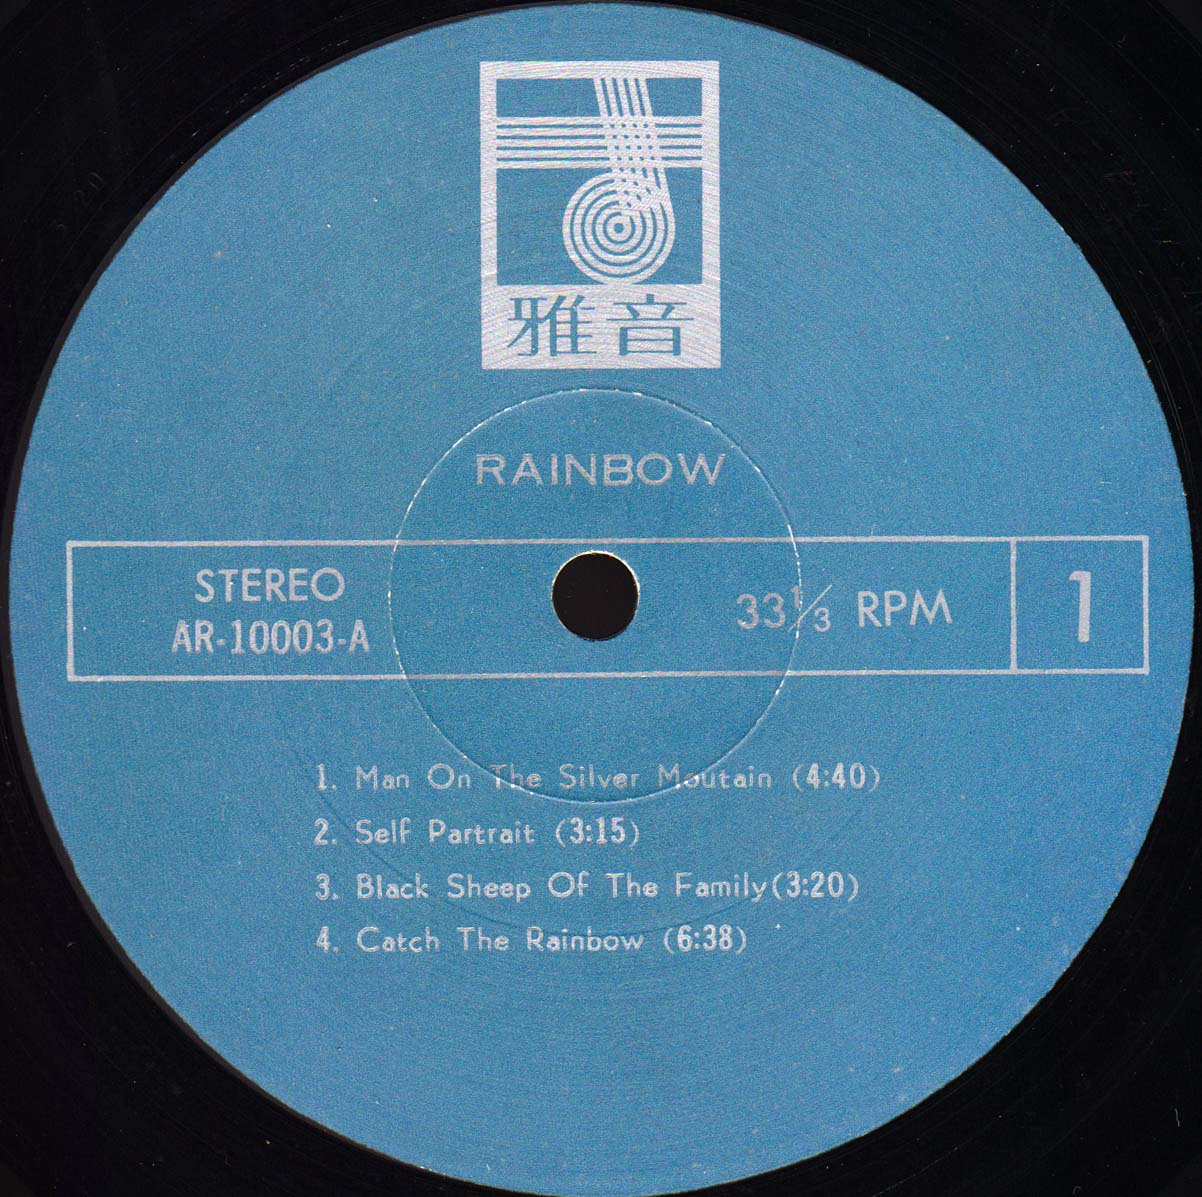 雅音
RAINBOW
STEREO
AR-10003-A
33⅓ RPM
1
1. Man On The Silver Moutain (4:40)
2. Self Partrait (3:15)
3. Black Sheep Of The Family(3:20)
4. Catch The Rainbow (6:38)